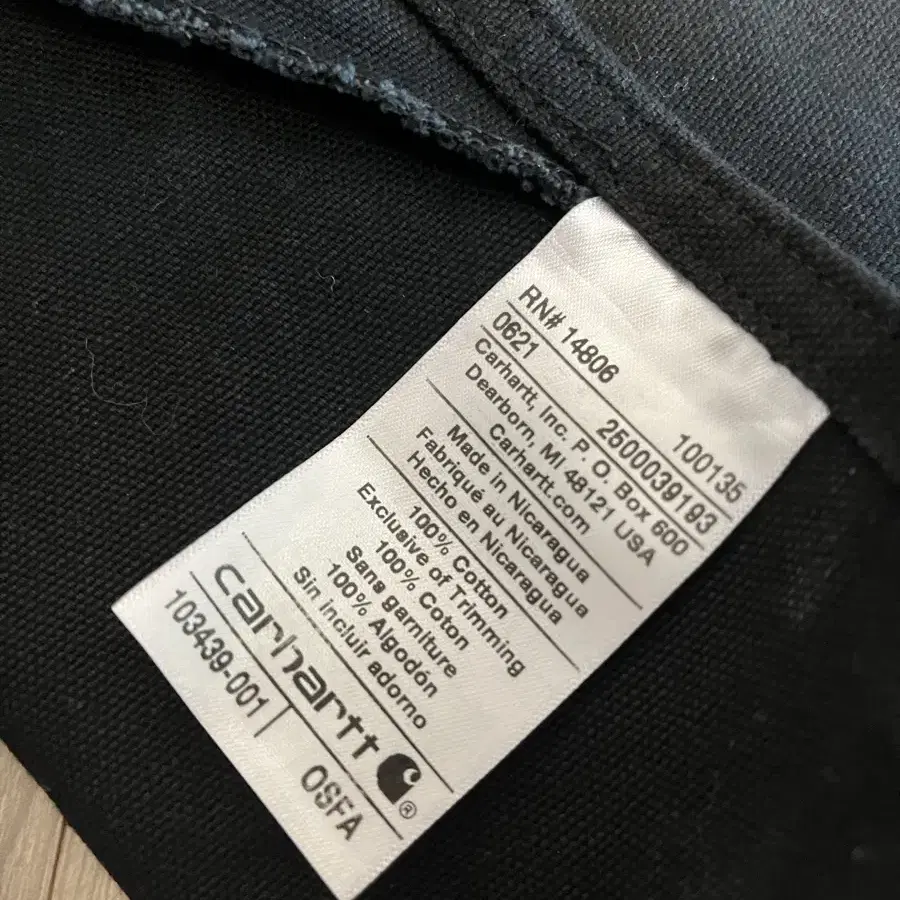 RN# 14806 100135
0621 2500039193
Carhartt, Inc. P. O. Box 600
Dearborn, MI 48121 USA
Carhartt.com
Made in Nicaragua
Fabriqué au Nicaragua
Hecho en Nicaragua
100% Cotton
Exclusive of Trimming
100% Coton
Sans garniture
100% Algodón
Sin incluir adorno
carhartt ®
103439-001 | OSFA